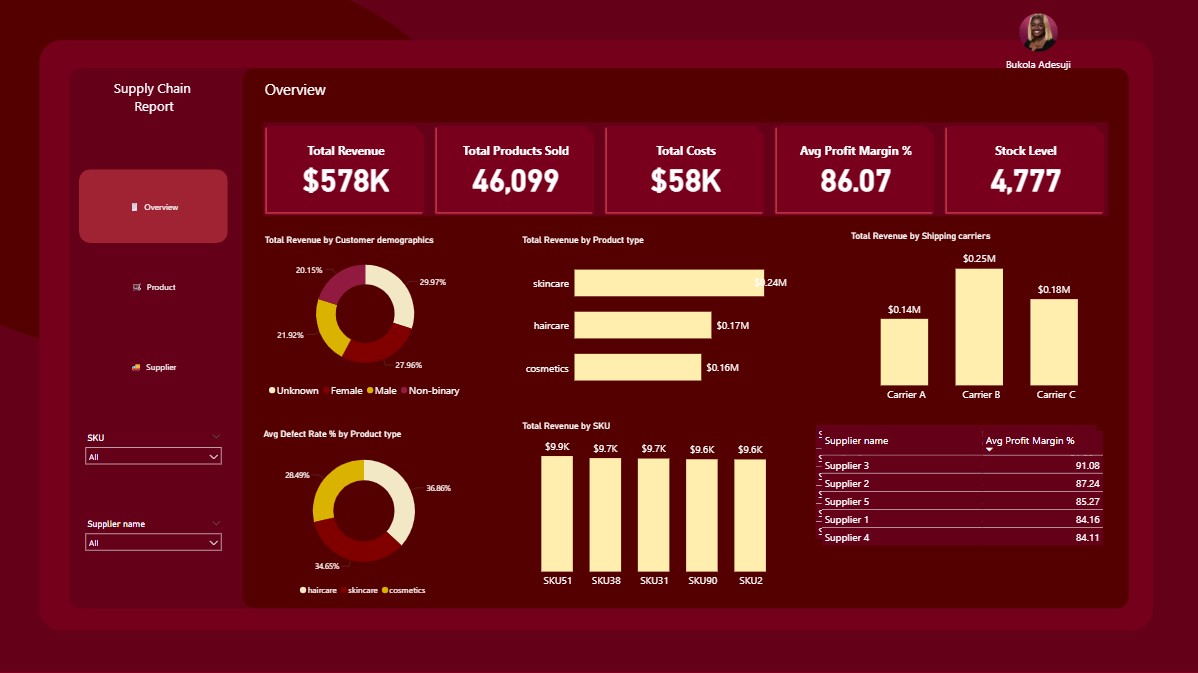 Bukola Adesuji
Supply Chain
Report
Overview
Product
Supplier
SKU
All
Supplier name
All
Overview
Total Revenue
$578K
Total Products Sold
46,099
Total Costs
$58K
Avg Profit Margin %
86.07
Stock Level
4,777
Total Revenue by Customer demographics
20.15%
29.97%
21.92%
27.96%
Unknown Female Male Non-binary
Total Revenue by Product type
skincare $0.24M
haircare $0.17M
cosmetics $0.16M
Total Revenue by Shipping carriers
$0.14M $0.25M $0.18M
Carrier A Carrier B Carrier C
Avg Defect Rate % by Product type
28.49%
36.86%
34.65%
haircare skincare cosmetics
Total Revenue by SKU
$9.9K $9.7K $9.7K $9.6K $9.6K
SKU51 SKU38 SKU31 SKU90 SKU2
Supplier name Avg Profit Margin %
Supplier 3 91.08
Supplier 2 87.24
Supplier 5 85.27
Supplier 1 84.16
Supplier 4 84.11